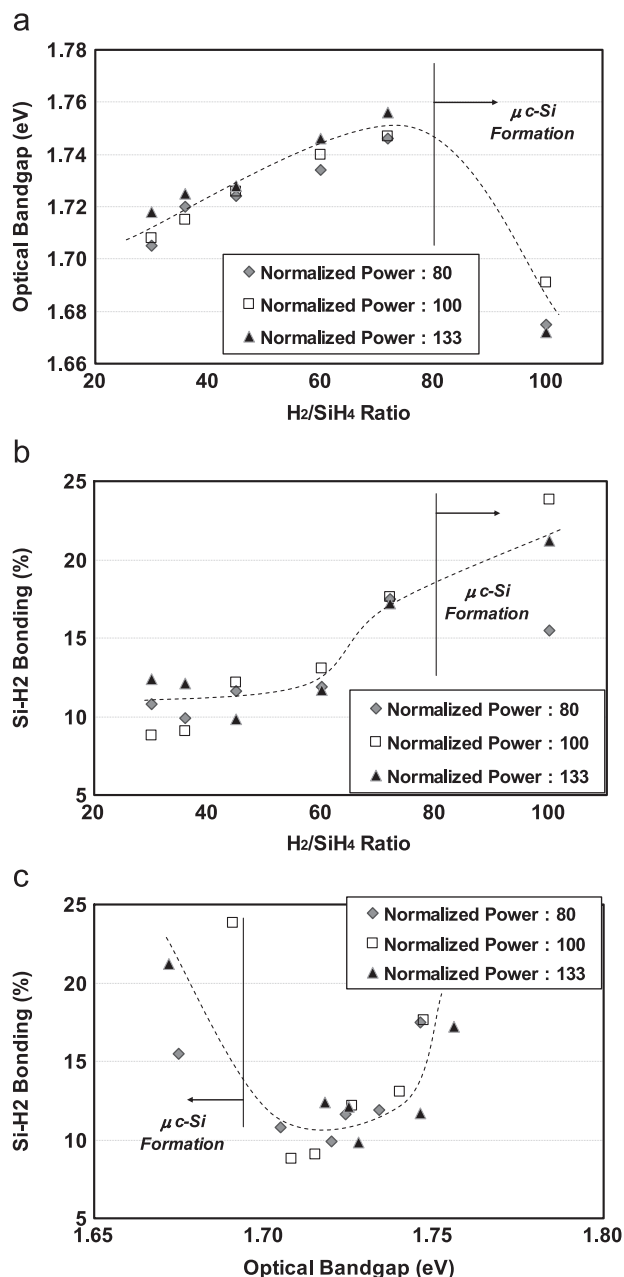 a
1.78
1.76
1.74
1.72
1.70
1.68
1.66
Optical Bandgap (eV)
μc-Si
Formation
Normalized Power : 80
Normalized Power : 100
Normalized Power : 133
20 40 60 80 100
H2/SiH4 Ratio
b
25
20
15
10
5
Si-H2 Bonding (%)
μc-Si
Formation
Normalized Power : 80
Normalized Power : 100
Normalized Power : 133
20 40 60 80 100
H2/SiH4 Ratio
c
25
20
15
10
5
Si-H2 Bonding (%)
Normalized Power : 80
Normalized Power : 100
Normalized Power : 133
μc-Si
Formation
1.65 1.70 1.75 1.80
Optical Bandgap (eV)